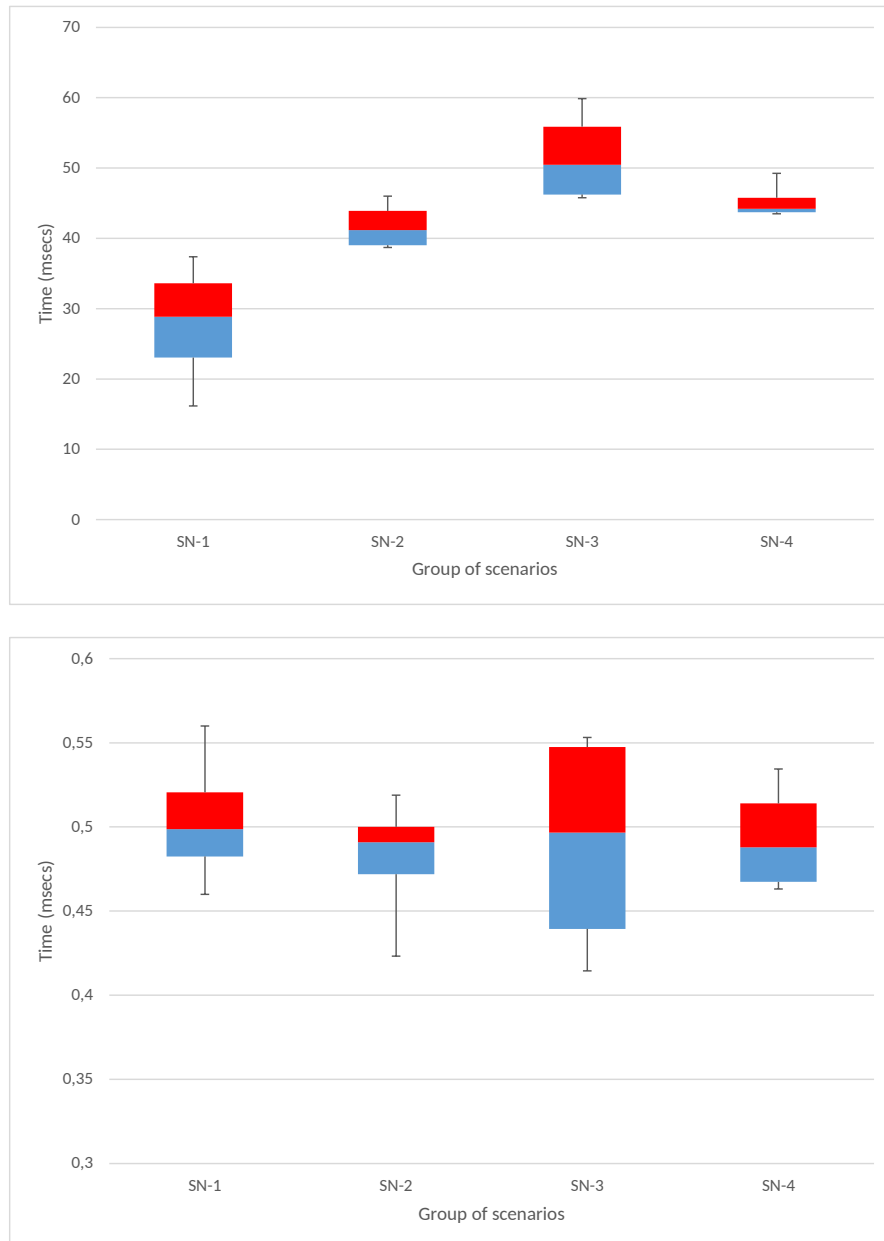 70
60
50
40
30
20
10
0
Time (msecs)
SN-1 SN-2 SN-3 SN-4
Group of scenarios
0,6
0,55
0,5
0,45
0,4
0,35
0,3
Time (msecs)
SN-1 SN-2 SN-3 SN-4
Group of scenarios